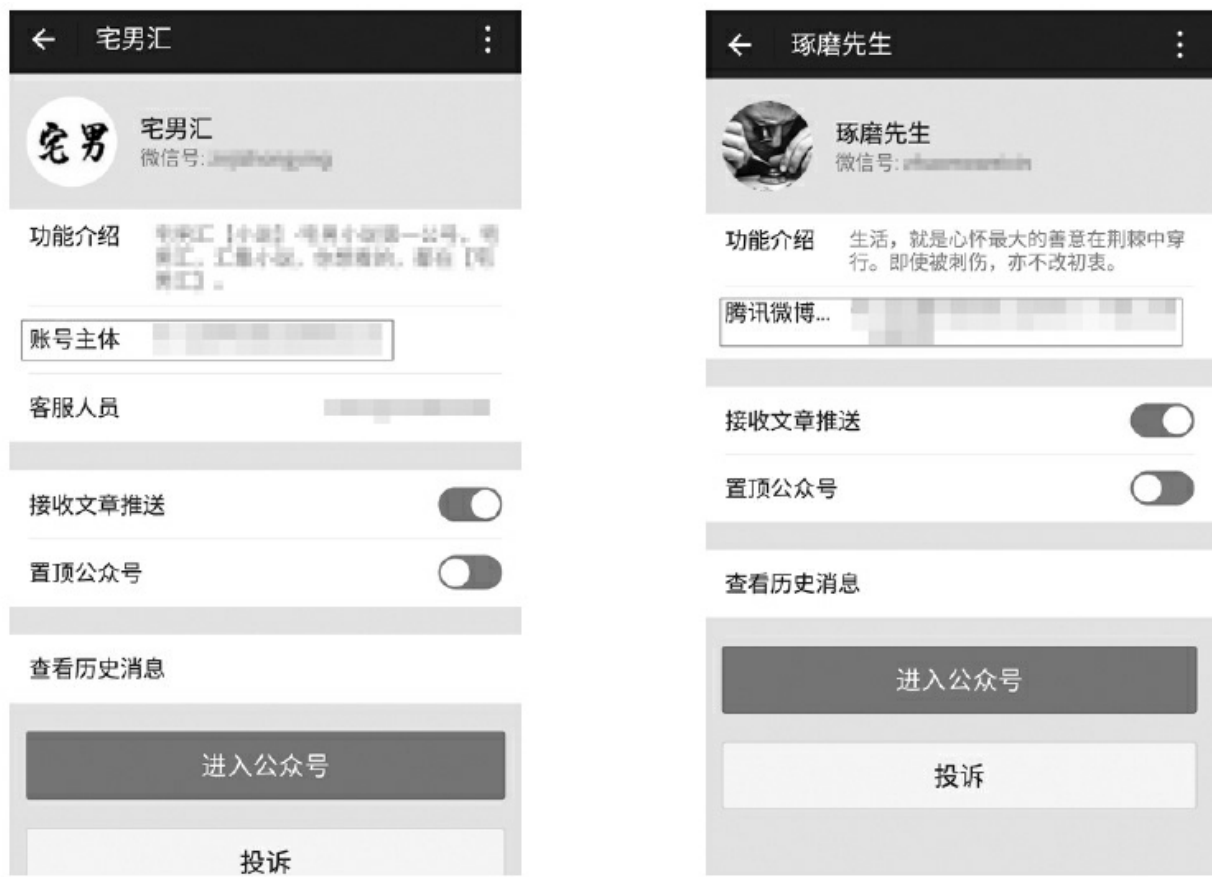 宅男汇
宅男
宅男汇
微信号:
功能介绍
账号主体
客服人员
接收文章推送
置顶公众号
查看历史消息
进入公众号
投诉
琢磨先生
琢磨先生
微信号:
功能介绍
生活，就是心怀最大的善意在荆棘中穿
行。即使被刺伤，亦不改初衷。
腾讯微博...
接收文章推送
置顶公众号
查看历史消息
进入公众号
投诉